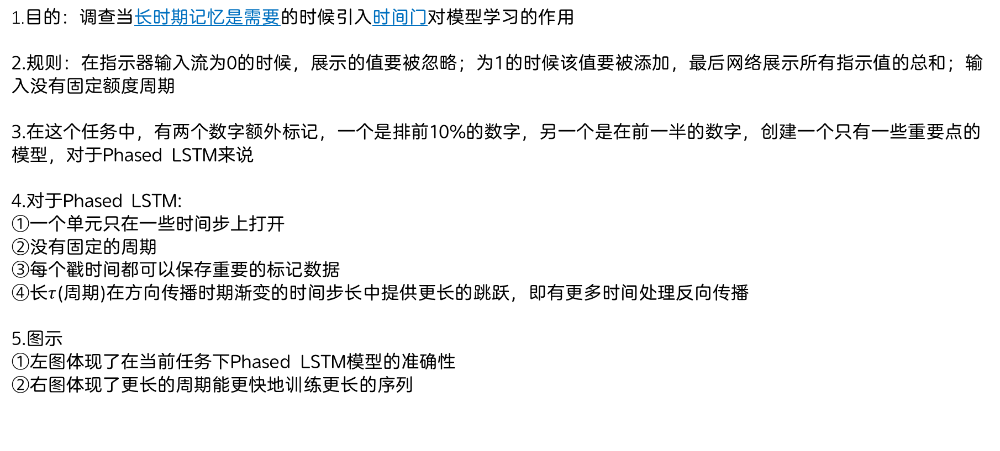 1.目的：调查当长时期记忆是需要的时候引入时间门对模型学习的作用
2.规则：在指示器输入流为0的时候，展示的值要被忽略；为1的时候该值要被添加，最后网络展示所有指示值的总和；输
入没有固定额度周期
3.在这个任务中，有两个数字额外标记，一个是排前10%的数字，另一个是在前一半的数字，创建一个只有一些重要点的
模型，对于Phased LSTM来说
4.对于Phased LSTM:
①一个单元只在一些时间步上打开
②没有固定的周期
③每个戳时间都可以保存重要的标记数据
④长τ(周期)在方向传播时期渐变的时间步长中提供更长的跳跃，即有更多时间处理反向传播
5.图示
①左图体现了在当前任务下Phased LSTM模型的准确性
②右图体现了更长的周期能更快地训练更长的序列